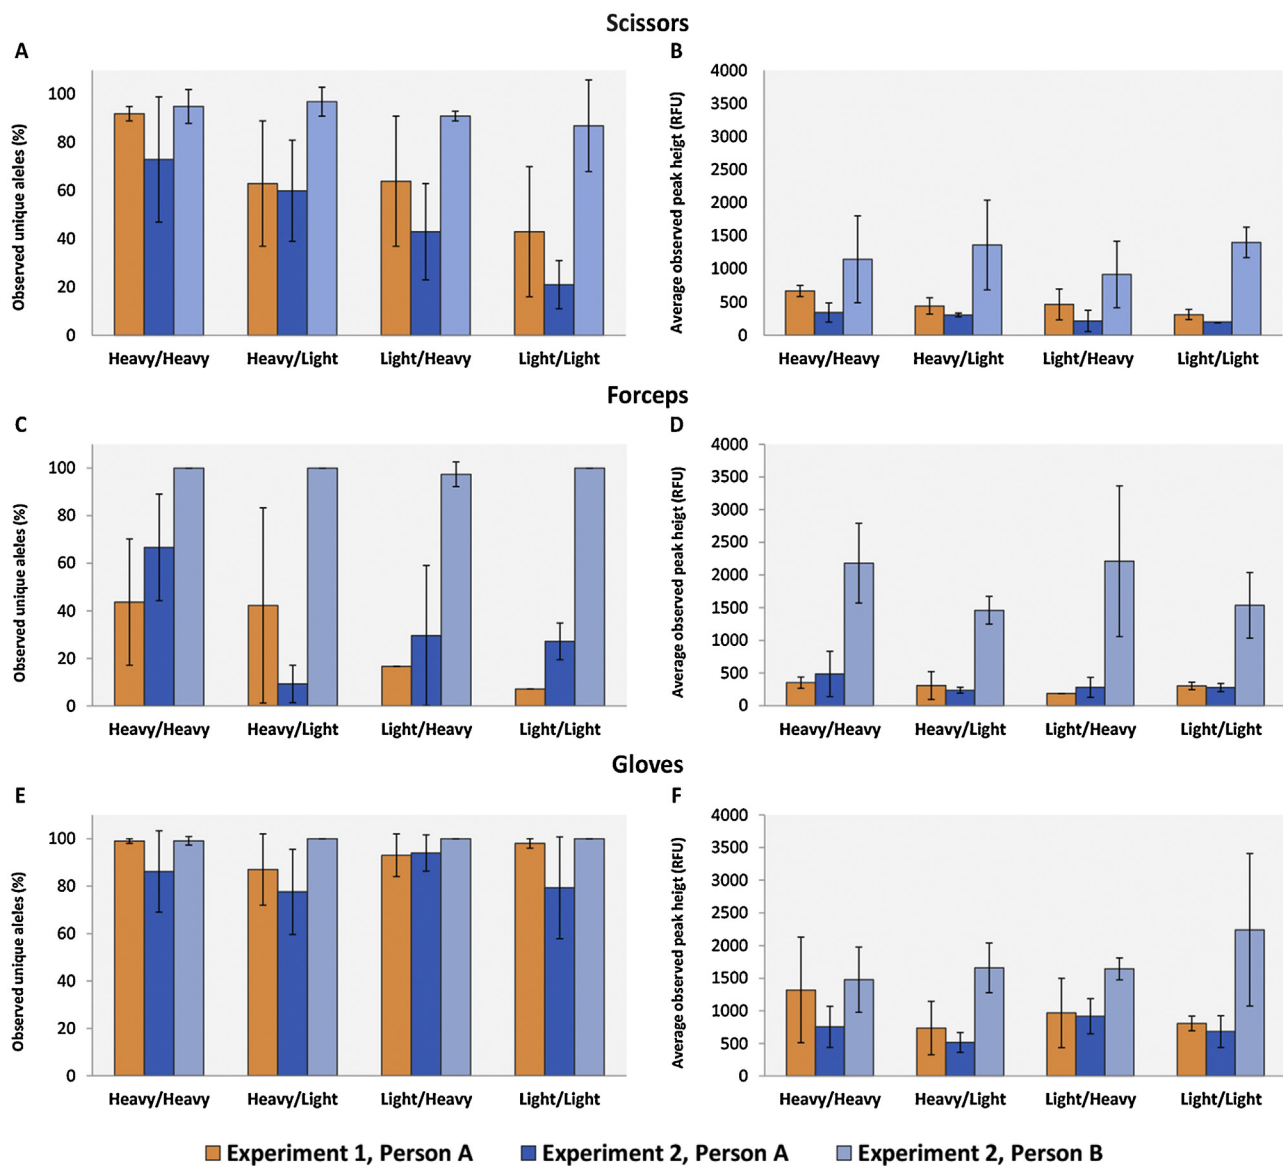 Scissors
A
B
Observed unique aleles (%)
100
80
60
40
20
0
Heavy/Heavy Heavy/Light Light/Heavy Light/Light
Average observed peak heigt (RFU)
4000
3500
3000
2500
2000
1500
1000
500
0
Heavy/Heavy Heavy/Light Light/Heavy Light/Light
Forceps
C
D
Observed unique aleles (%)
100
80
60
40
20
0
Heavy/Heavy Heavy/Light Light/Heavy Light/Light
Average observed peak heigt (RFU)
4000
3500
3000
2500
2000
1500
1000
500
0
Heavy/Heavy Heavy/Light Light/Heavy Light/Light
Gloves
E
F
Observed unique aleles (%)
100
80
60
40
20
0
Heavy/Heavy Heavy/Light Light/Heavy Light/Light
Average observed peak heigt (RFU)
4000
3500
3000
2500
2000
1500
1000
500
0
Heavy/Heavy Heavy/Light Light/Heavy Light/Light
Experiment 1, Person A Experiment 2, Person A Experiment 2, Person B